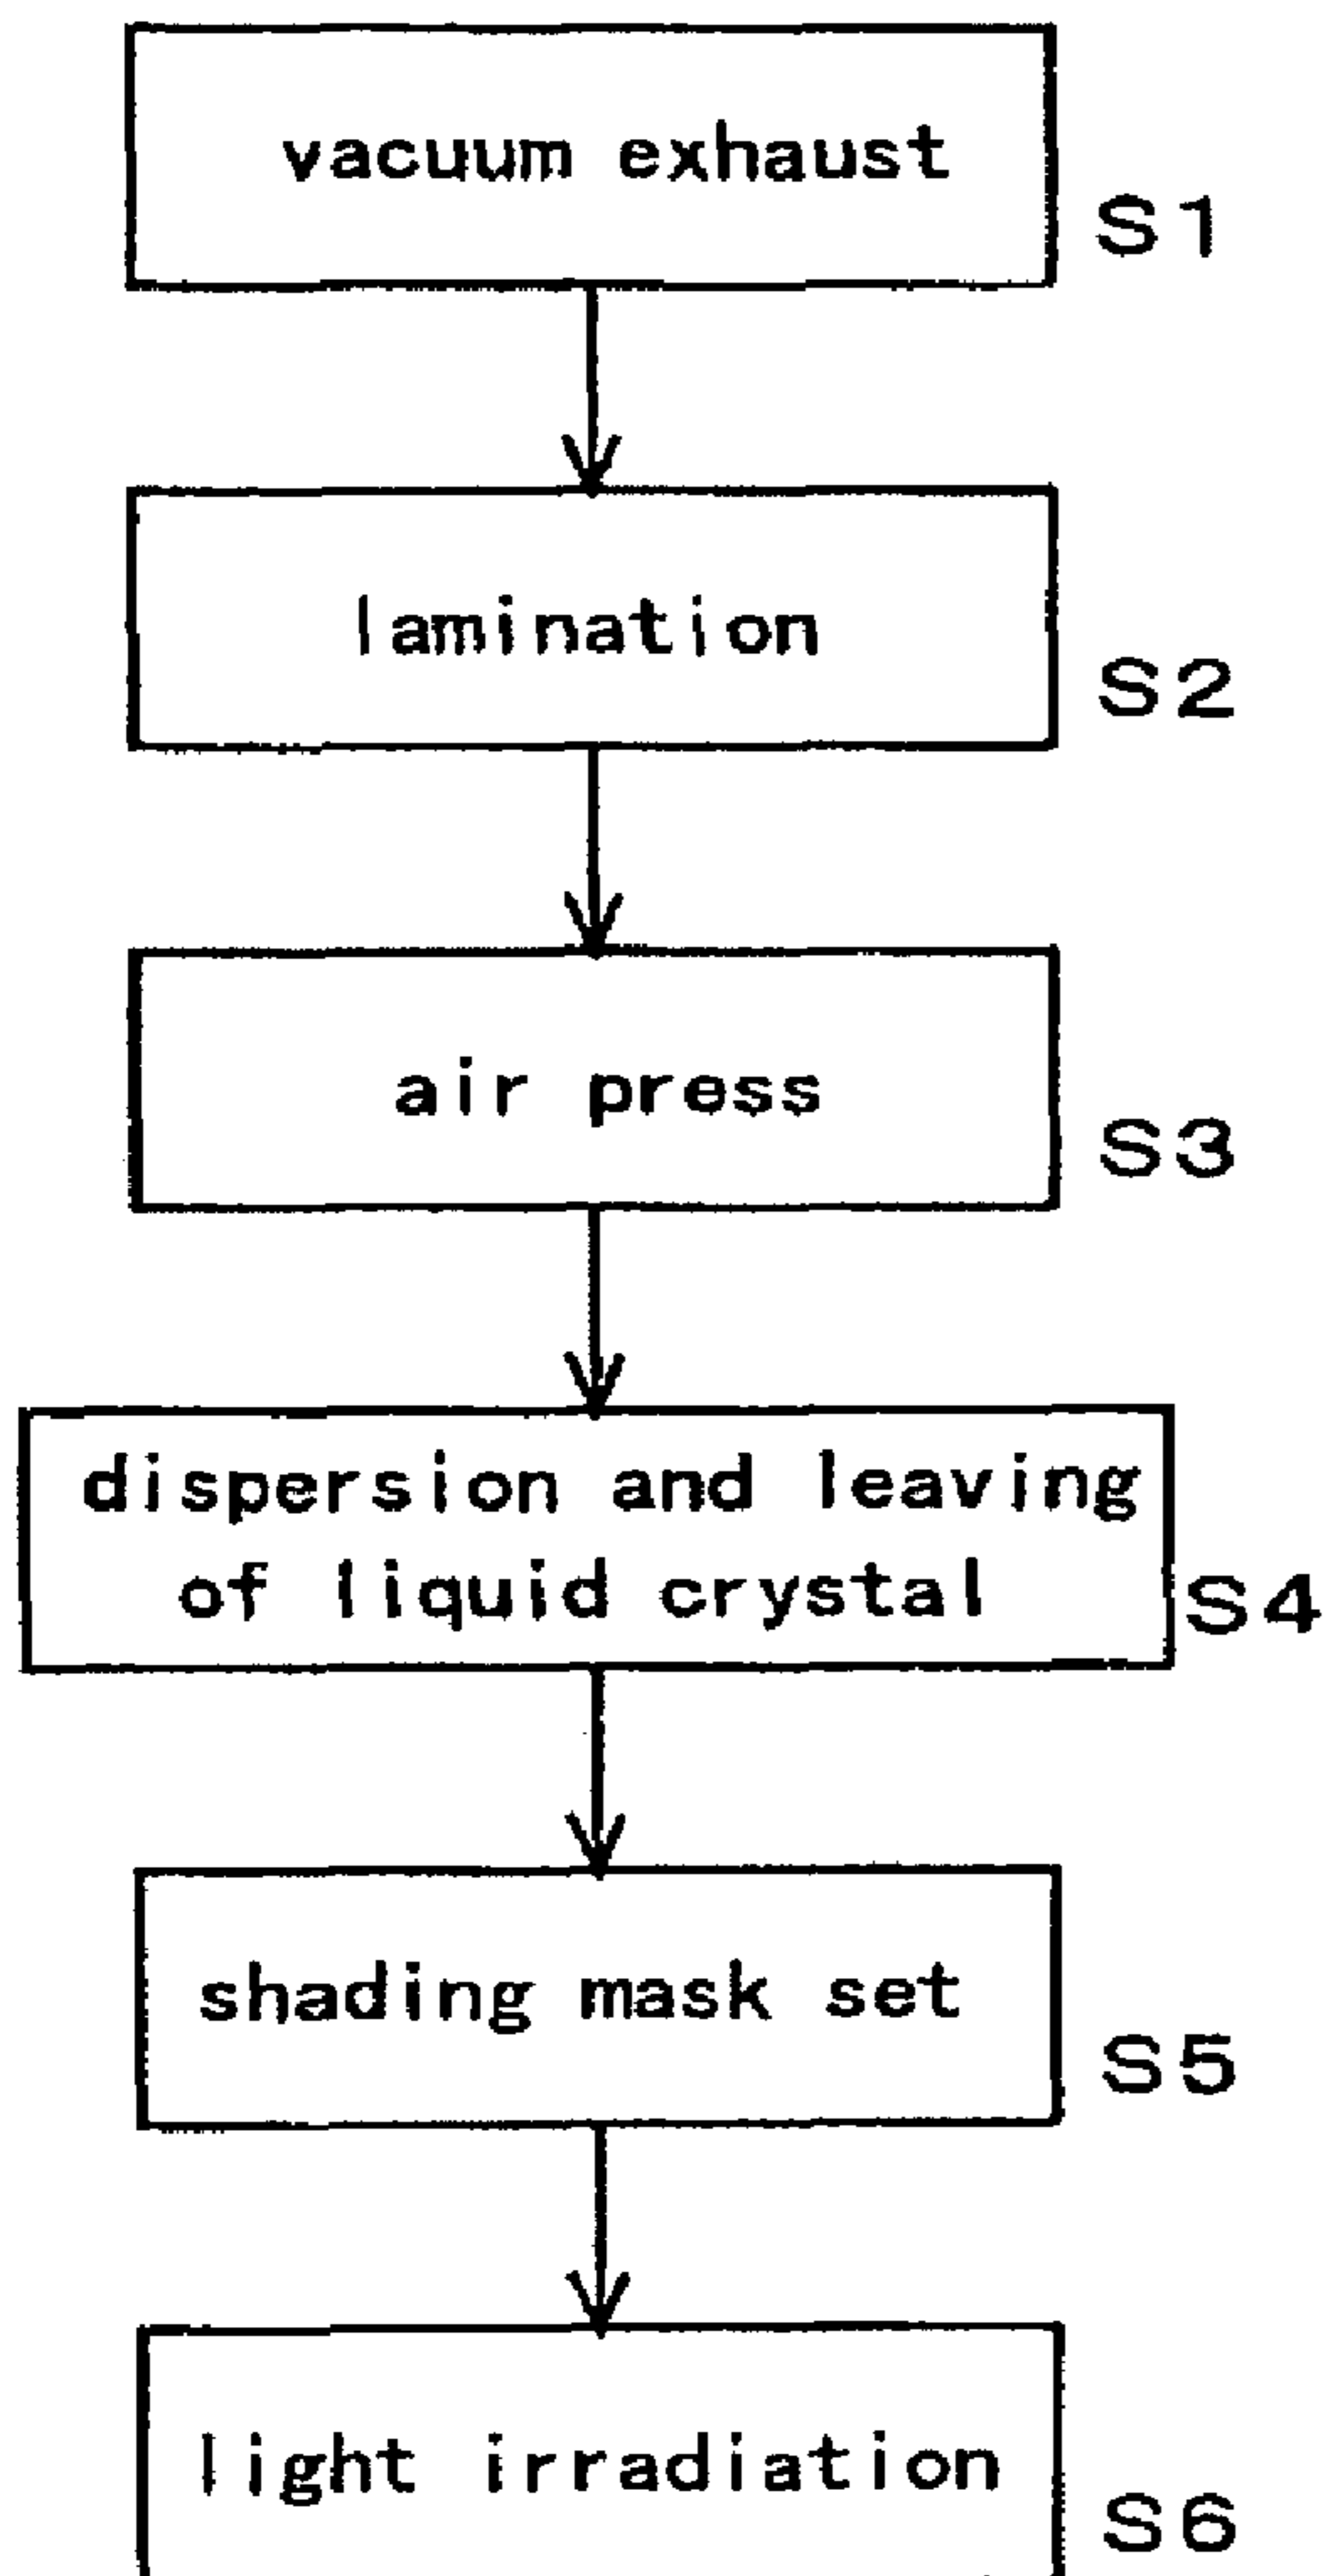 vacuum exhaust
S1
lamination
S2
air press
S3
dispersion and leaving
of liquid crystal
S4
shading mask set
S5
light irradiation
S6